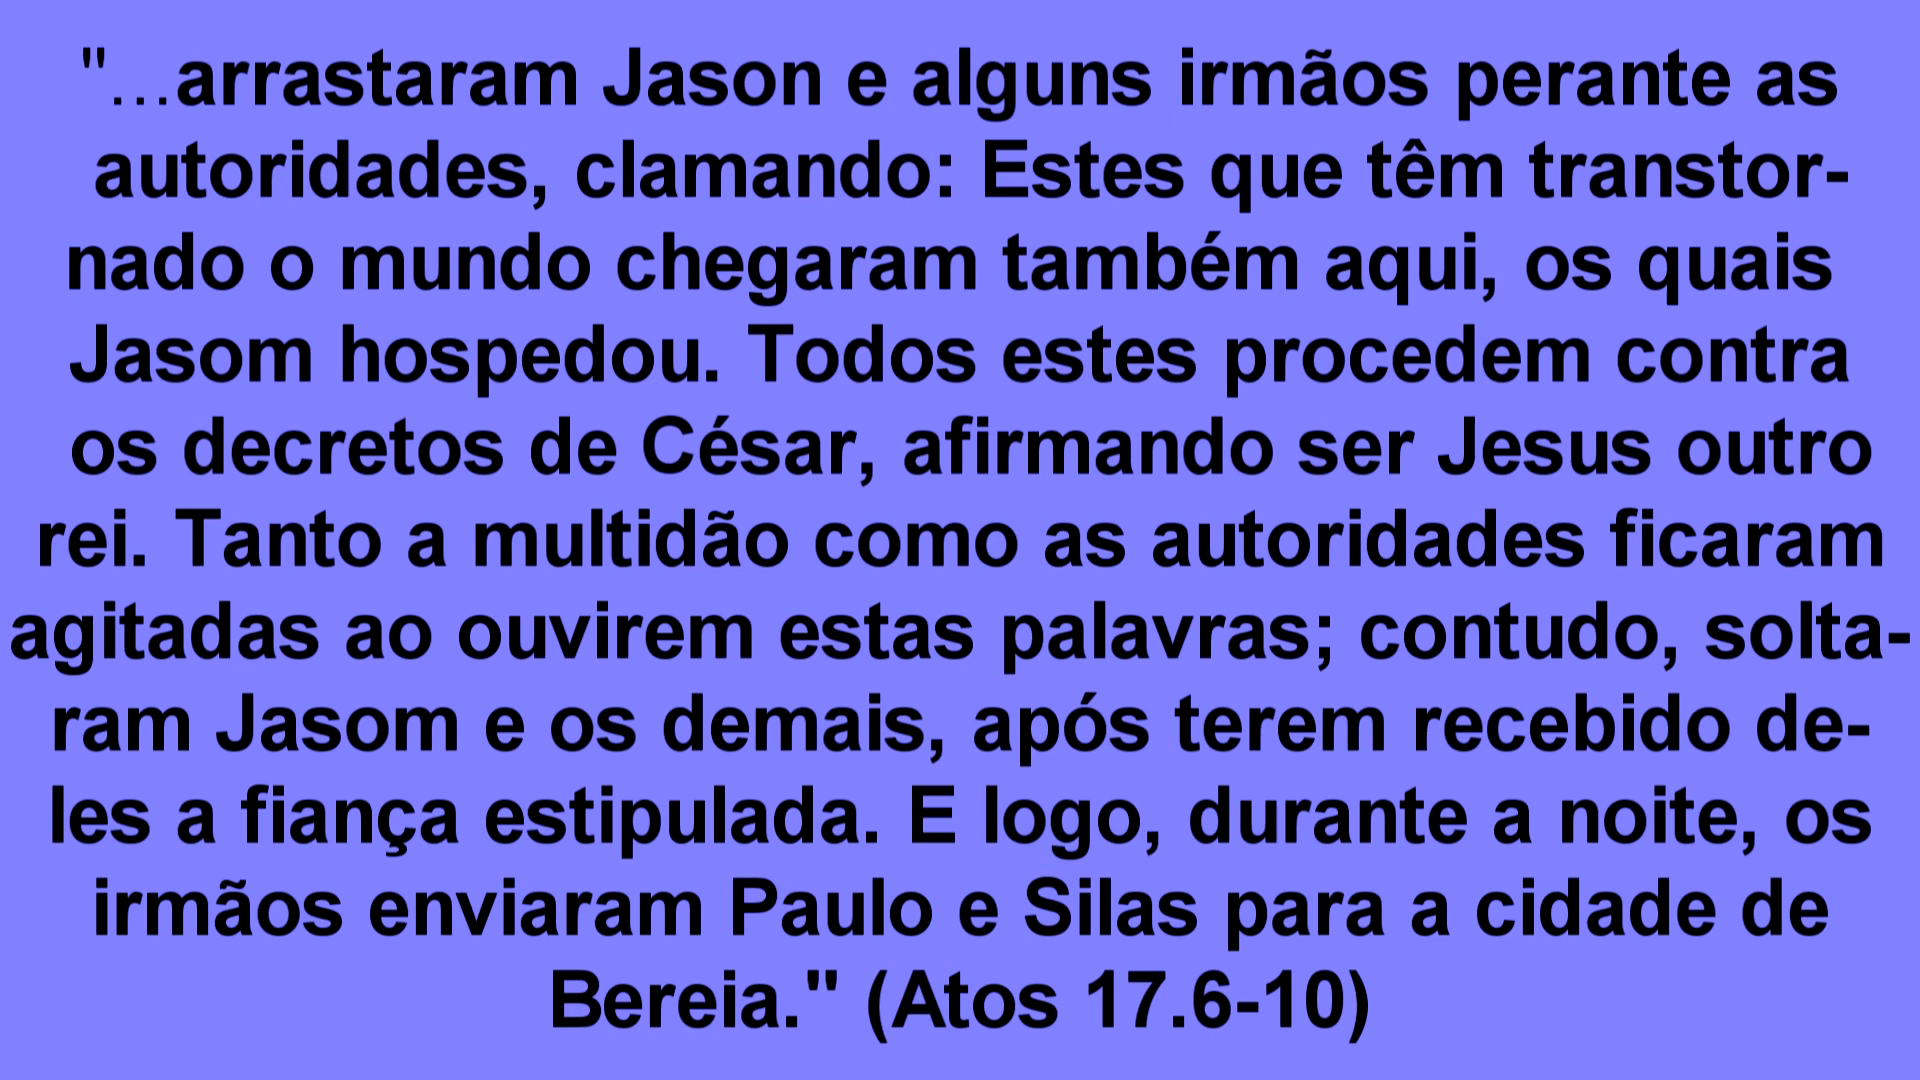 "...arrastaram Jason e alguns irmãos perante as
autoridades, clamando: Estes que têm transtor-
nado o mundo chegaram também aqui, os quais
Jasom hospedou. Todos estes procedem contra
os decretos de César, afirmando ser Jesus outro
rei. Tanto a multidão como as autoridades ficaram
agitadas ao ouvirem estas palavras; contudo, solta-
ram Jasom e os demais, após terem recebido de-
les a fiança estipulada. E logo, durante a noite, os
irmãos enviaram Paulo e Silas para a cidade de
Bereia." (Atos 17.6-10)